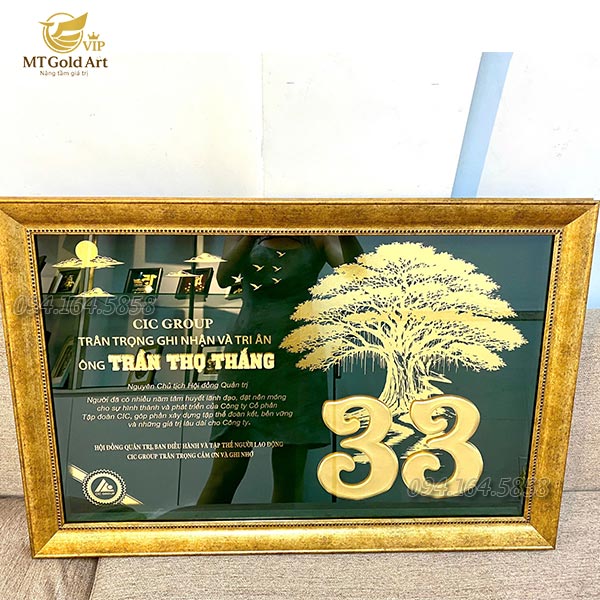 VIP
MT Gold Art
Nâng tầm giá trị
094.164.5858
CIC GROUP
TRÂN TRỌNG GHI NHẬN VÀ TRI ÂN
ÔNG TRẦN THỌ THẮNG
Nguyên Chủ tịch Hội đồng Quản trị
Người đã có nhiều năm tâm huyết lãnh đạo, đặt nền móng
cho sự hình thành và phát triển của Công ty Cổ phần
Tập đoàn CIC, góp phần xây dựng tập thể đoàn kết, bền vững
và những giá trị lâu dài cho Công ty.
HỘI ĐỒNG QUẢN TRỊ, BAN ĐIỀU HÀNH VÀ TẬP THỂ NGƯỜI LAO ĐỘNG
CIC GROUP TRÂN TRỌNG CẢM ƠN VÀ GHI NHỚ
33
094.164.5858